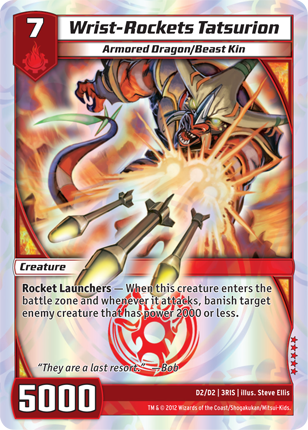 7
Wrist-Rockets Tatsurion
Armored Dragon/Beast Kin
Creature
Rocket Launchers — When this creature enters the
battle zone and whenever it attacks, banish target
enemy creature that has power 2000 or less.
"They are a last resort." —Bob
5000
D2/D2 | 3RIS | illus. Steve Ellis
TM & © 2012 Wizards of the Coast/Shogakukan/Mitsui-Kids.